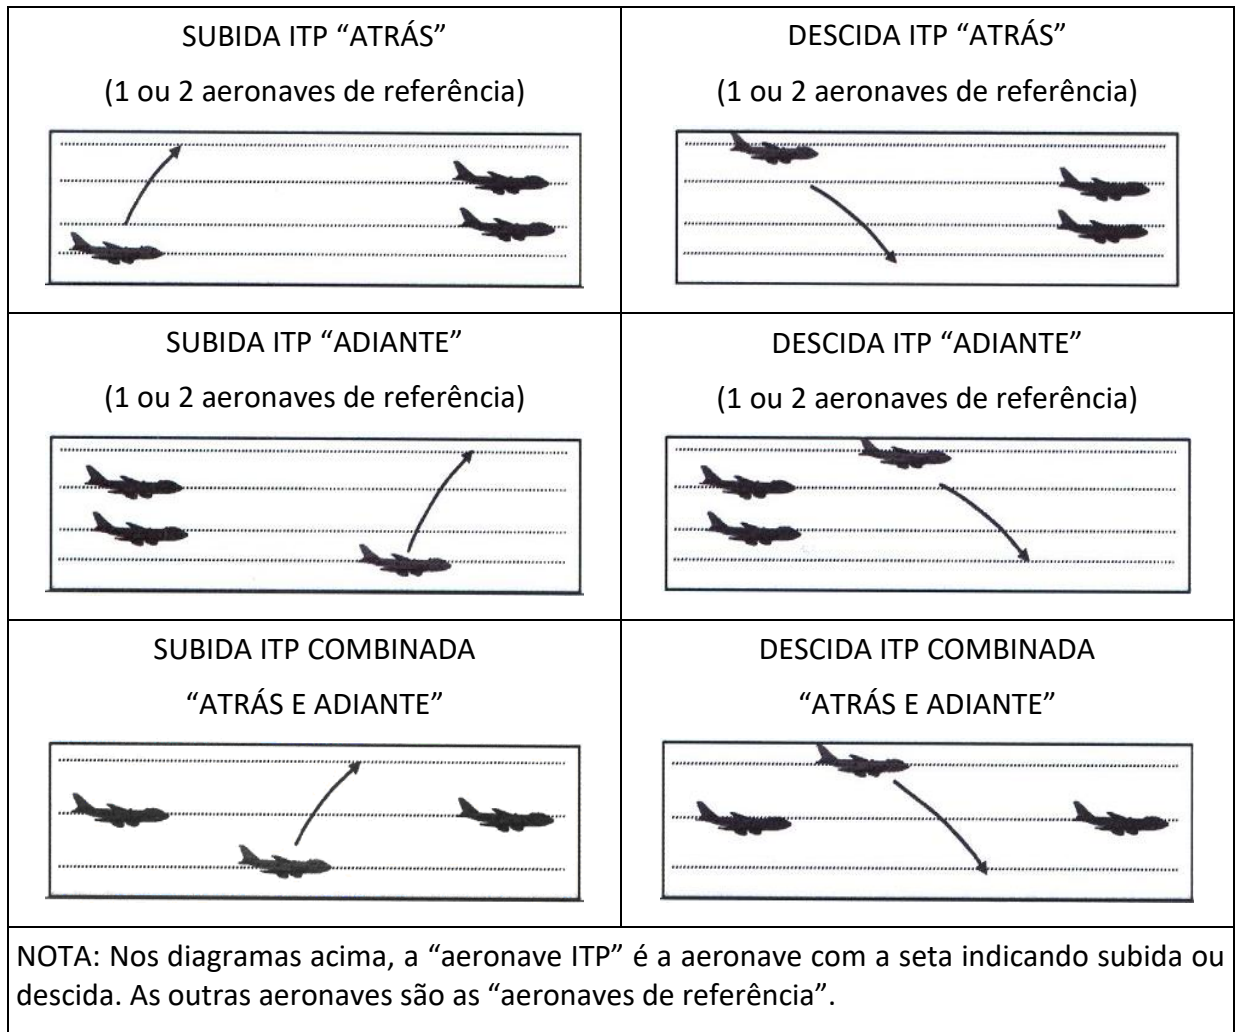 SUBIDA ITP “ATRÁS”
(1 ou 2 aeronaves de referência)
DESCIDA ITP “ATRÁS”
(1 ou 2 aeronaves de referência)
SUBIDA ITP “ADIANTE”
(1 ou 2 aeronaves de referência)
DESCIDA ITP “ADIANTE”
(1 ou 2 aeronaves de referência)
SUBIDA ITP COMBINADA
“ATRÁS E ADIANTE”
DESCIDA ITP COMBINADA
“ATRÁS E ADIANTE”
NOTA: Nos diagramas acima, a “aeronave ITP” é a aeronave com a seta indicando subida ou
descida. As outras aeronaves são as “aeronaves de referência”.